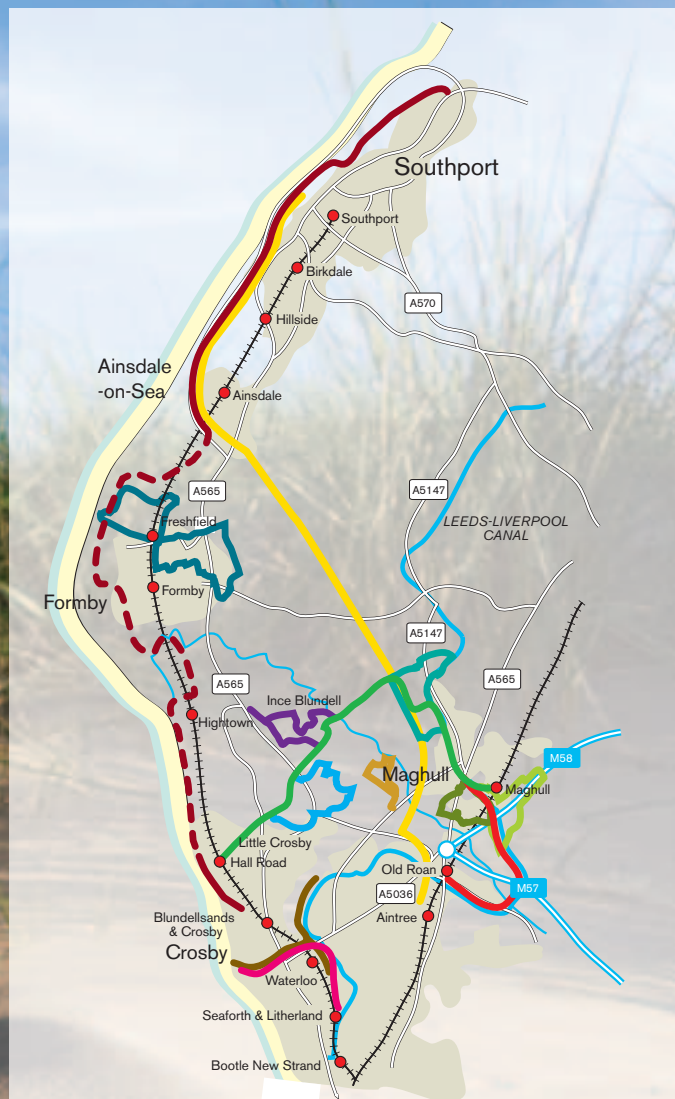 Southport
Southport
Birkdale
A570
Hillside
Ainsdale
-on-Sea
Ainsdale
A565
A5147
LEEDS-LIVERPOOL
CANAL
Freshfield
Formby
Formby
A5147
A565
A565
Ince Blundell
Hightown
M58
Maghull
Maghull
Little Crosby
Hall Road
Old Roan
M57
A5036
Aintree
Blundellsands
& Crosby
Crosby
Waterloo
Seaforth & Litherland
Bootle New Strand